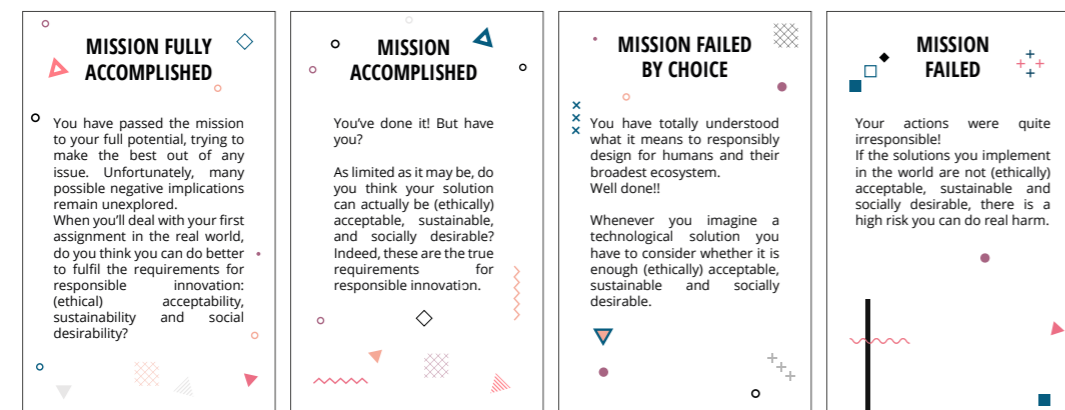 MISSION FULLY
ACCOMPLISHED
You have passed the mission
to your full potential, trying to
make the best out of any
issue. Unfortunately, many
possible negative implications
remain unexplored.
When you'll deal with your first
assignment in the real world,
do you think you can do better
to fulfil the requirements for
responsible innovation:
(ethical) acceptability,
sustainability and social
desirability?
MISSION
ACCOMPLISHED
You've done it! But have
you?
As limited as it may be, do
you think your solution
can actually be (ethically)
acceptable, sustainable,
and socially desirable?
Indeed, these are the true
requirements for
responsible innovation.
MISSION FAILED
BY CHOICE
You have totally understood
what it means to responsibly
design for humans and their
broadest ecosystem.
Well done!!
Whenever you imagine a
technological solution you
have to consider whether it is
enough (ethically) acceptable,
sustainable and socially
desirable.
MISSION
FAILED
Your actions were quite
irresponsible!
If the solutions you implement
in the world are not (ethically)
acceptable, sustainable and
socially desirable, there is a
high risk you can do real harm.